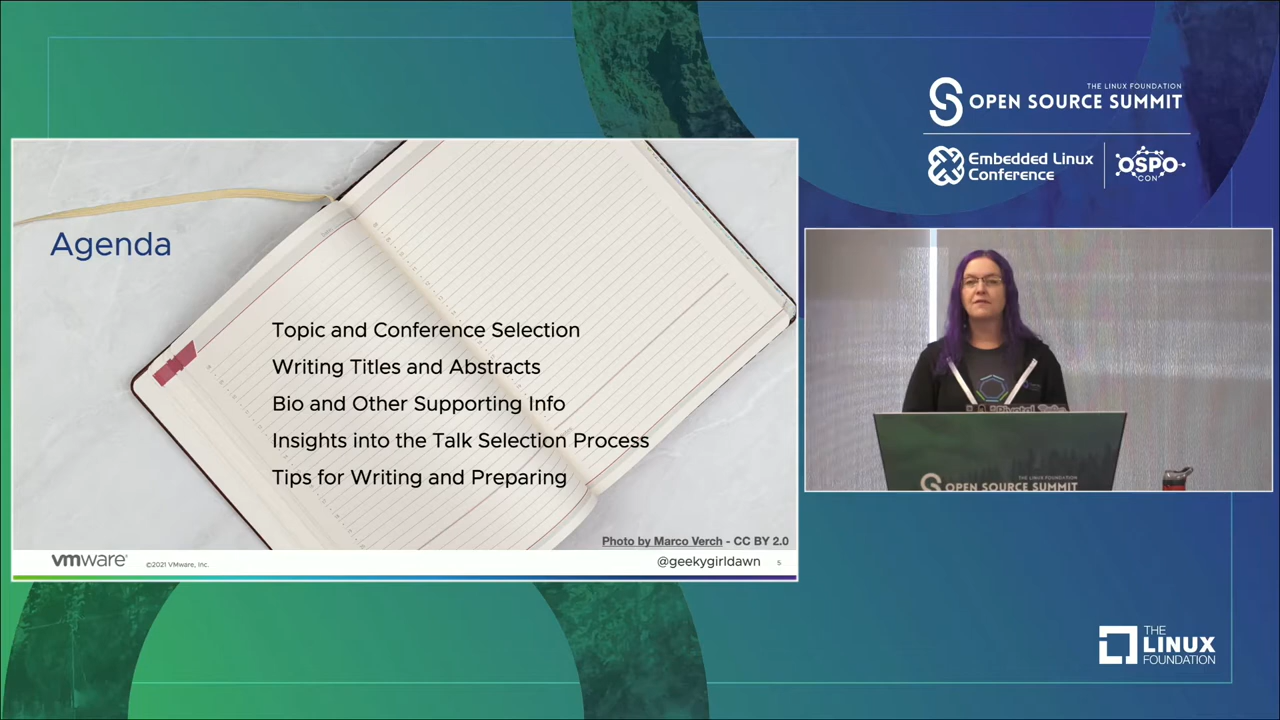 THE LINUX FOUNDATION
OPEN SOURCE SUMMIT
Embedded Linux
Conference
OSPO
CON
Agenda
Topic and Conference Selection
Writing Titles and Abstracts
Bio and Other Supporting Info
Insights into the Talk Selection Process
Tips for Writing and Preparing
Photo by Marco Verch - CC BY 2.0
vmware®
©2021 VMware, Inc.
@geekygirldawn
5
THE LINUX FOUNDATION
OPEN SOURCE SUMMIT
THE
LINUX
FOUNDATION